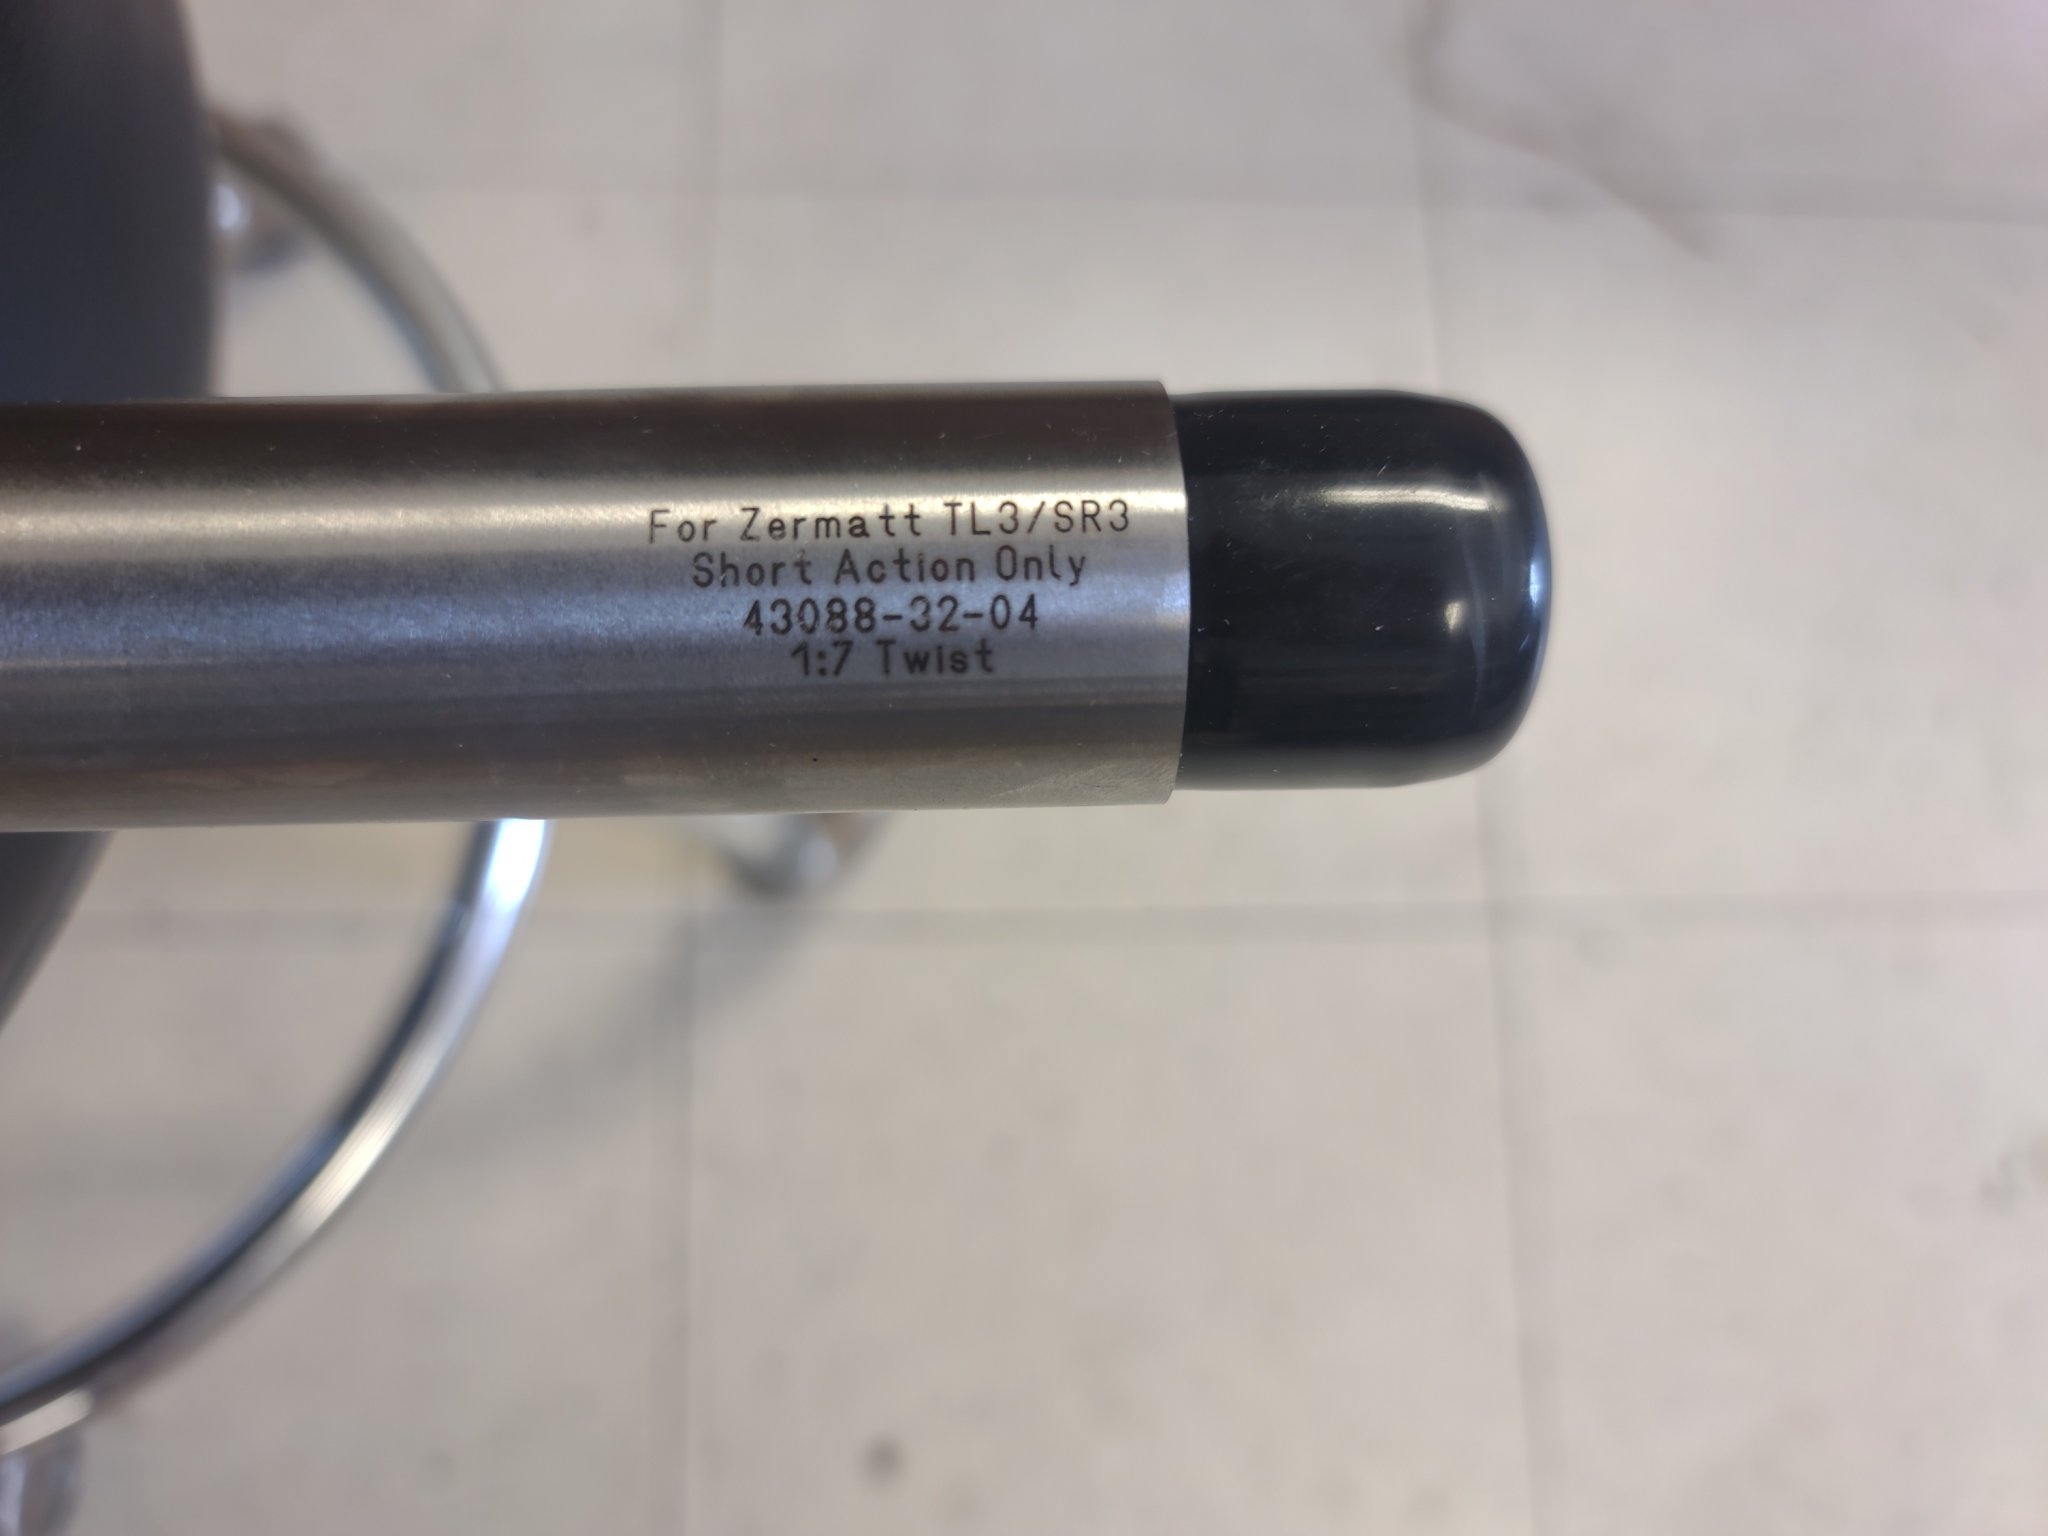 For Zermatt TL3/SR3
Short Action Only
43088-32-04
1:7 Twist